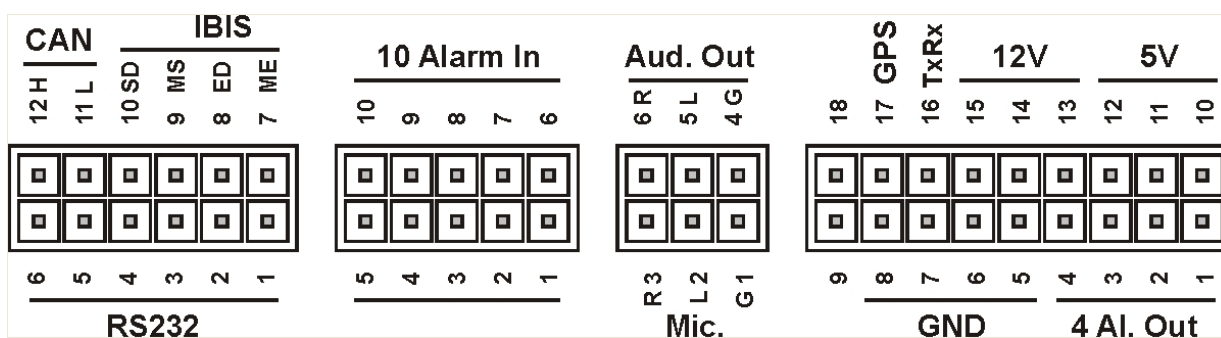 CAN IBIS
12 H 11 L 10 SD 9 MS 8 ED 7 ME
6 5 4 3 2 1
RS232
10 Alarm In
10 9 8 7 6
5 4 3 2 1
Aud. Out
6 R 5 L 4 G
R 3 L 2 G 1
Mic.
GPS TxRx 12V 5V
18 17 16 15 14 13 12 11 10
9 8 7 6 5 4 3 2 1
GND 4 Al. Out